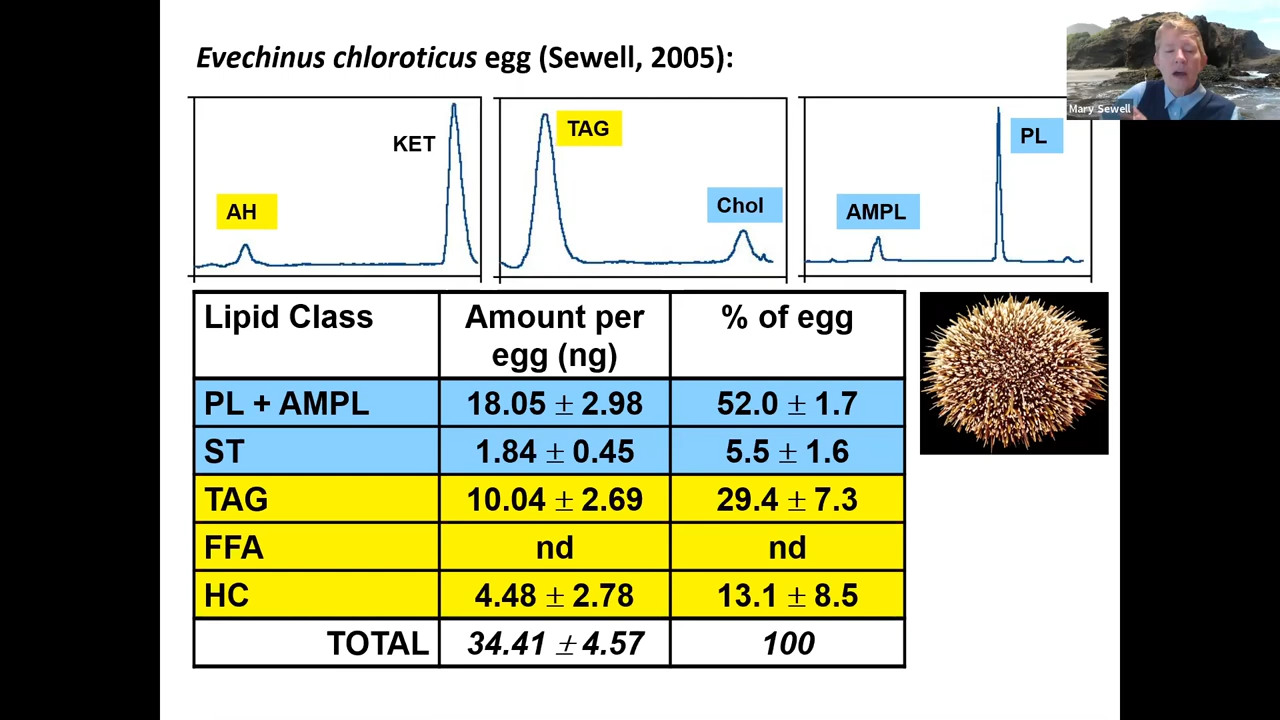 Evechinus chloroticus egg (Sewell, 2005):
Mary Sewell
AH
KET
TAG
Chol
AMPL
PL
Lipid Class
Amount per
egg (ng)
% of egg
PL + AMPL
18.05 ± 2.98
52.0 ± 1.7
ST
1.84 ± 0.45
5.5 ± 1.6
TAG
10.04 ± 2.69
29.4 ± 7.3
FFA
nd
nd
HC
4.48 ± 2.78
13.1 ± 8.5
TOTAL
34.41 ± 4.57
100